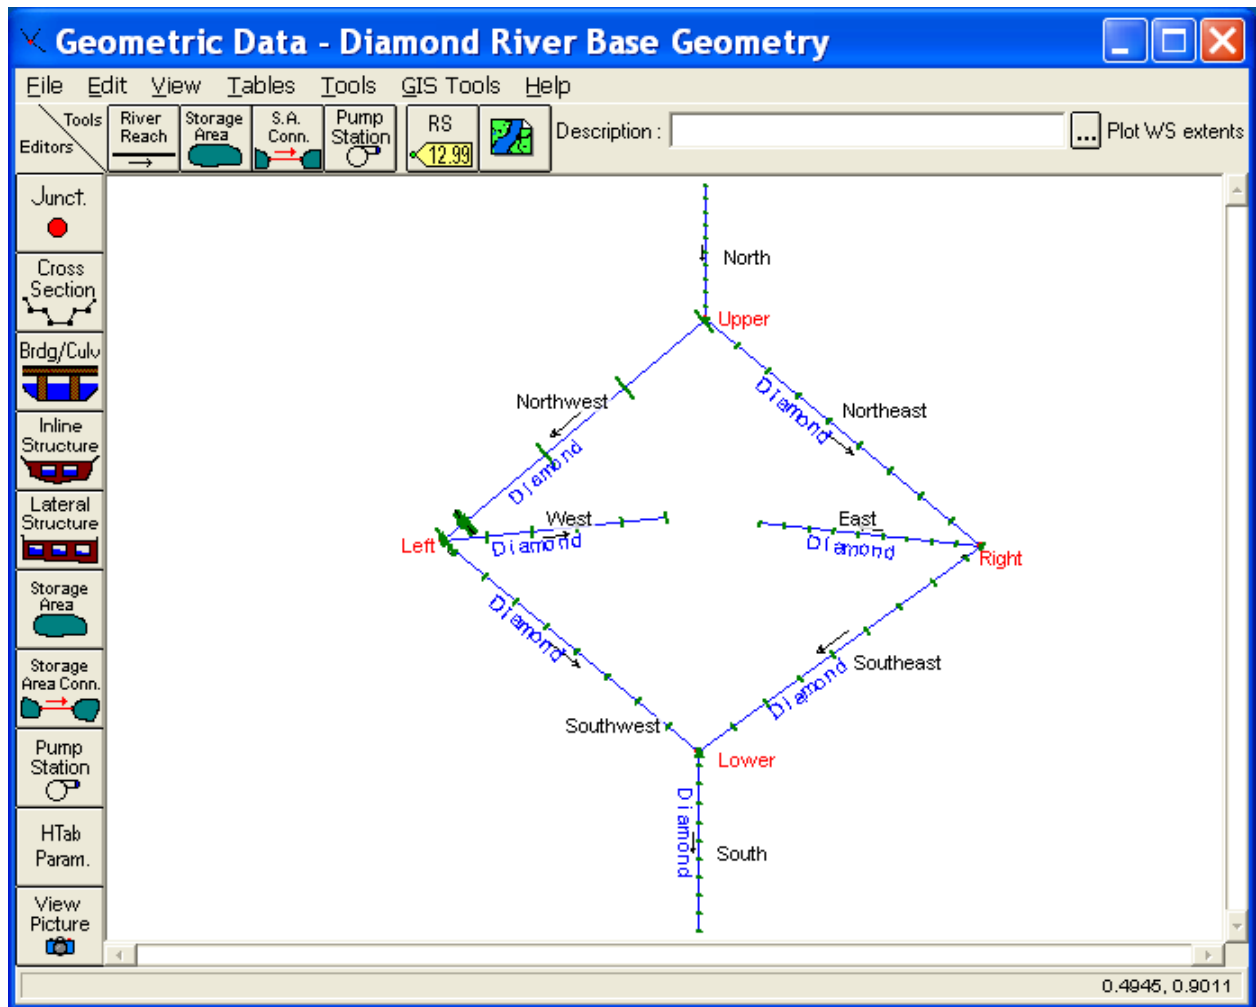 Geometric Data - Diamond River Base Geometry
File Edit View Tables Tools GIS Tools Help
Tools
Editors
River
Reach
Storage
Area
S.A.
Conn.
Pump
Station
RS
12.99
Description :
...
Plot WS extents
Junct.
Cross
Section
Brdg/Culv
Inline
Structure
Lateral
Structure
Storage
Area
Storage
Area Conn.
Pump
Station
HTab
Param.
View
Picture
North
Upper
Northwest
Diamond
Northeast
Diamond
West
Diamond
East
Diamond
Left
Right
Diamond
Southwest
Southeast
Diamond
Lower
Diamond
South
0.4945, 0.9011